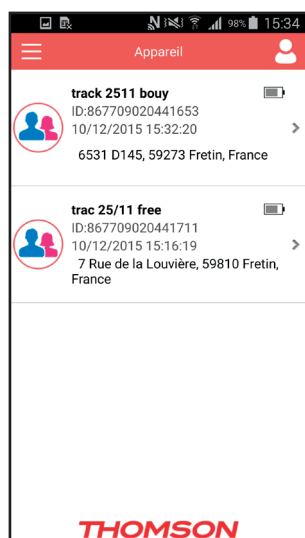 98% 15:34
Appareil
track 2511 bouy
ID:867709020441653
10/12/2015 15:32:20
6531 D145, 59273 Fretin, France
trac 25/11 free
ID:867709020441711
10/12/2015 15:16:19
7 Rue de la Louvière, 59810 Fretin,
France
THOMSON